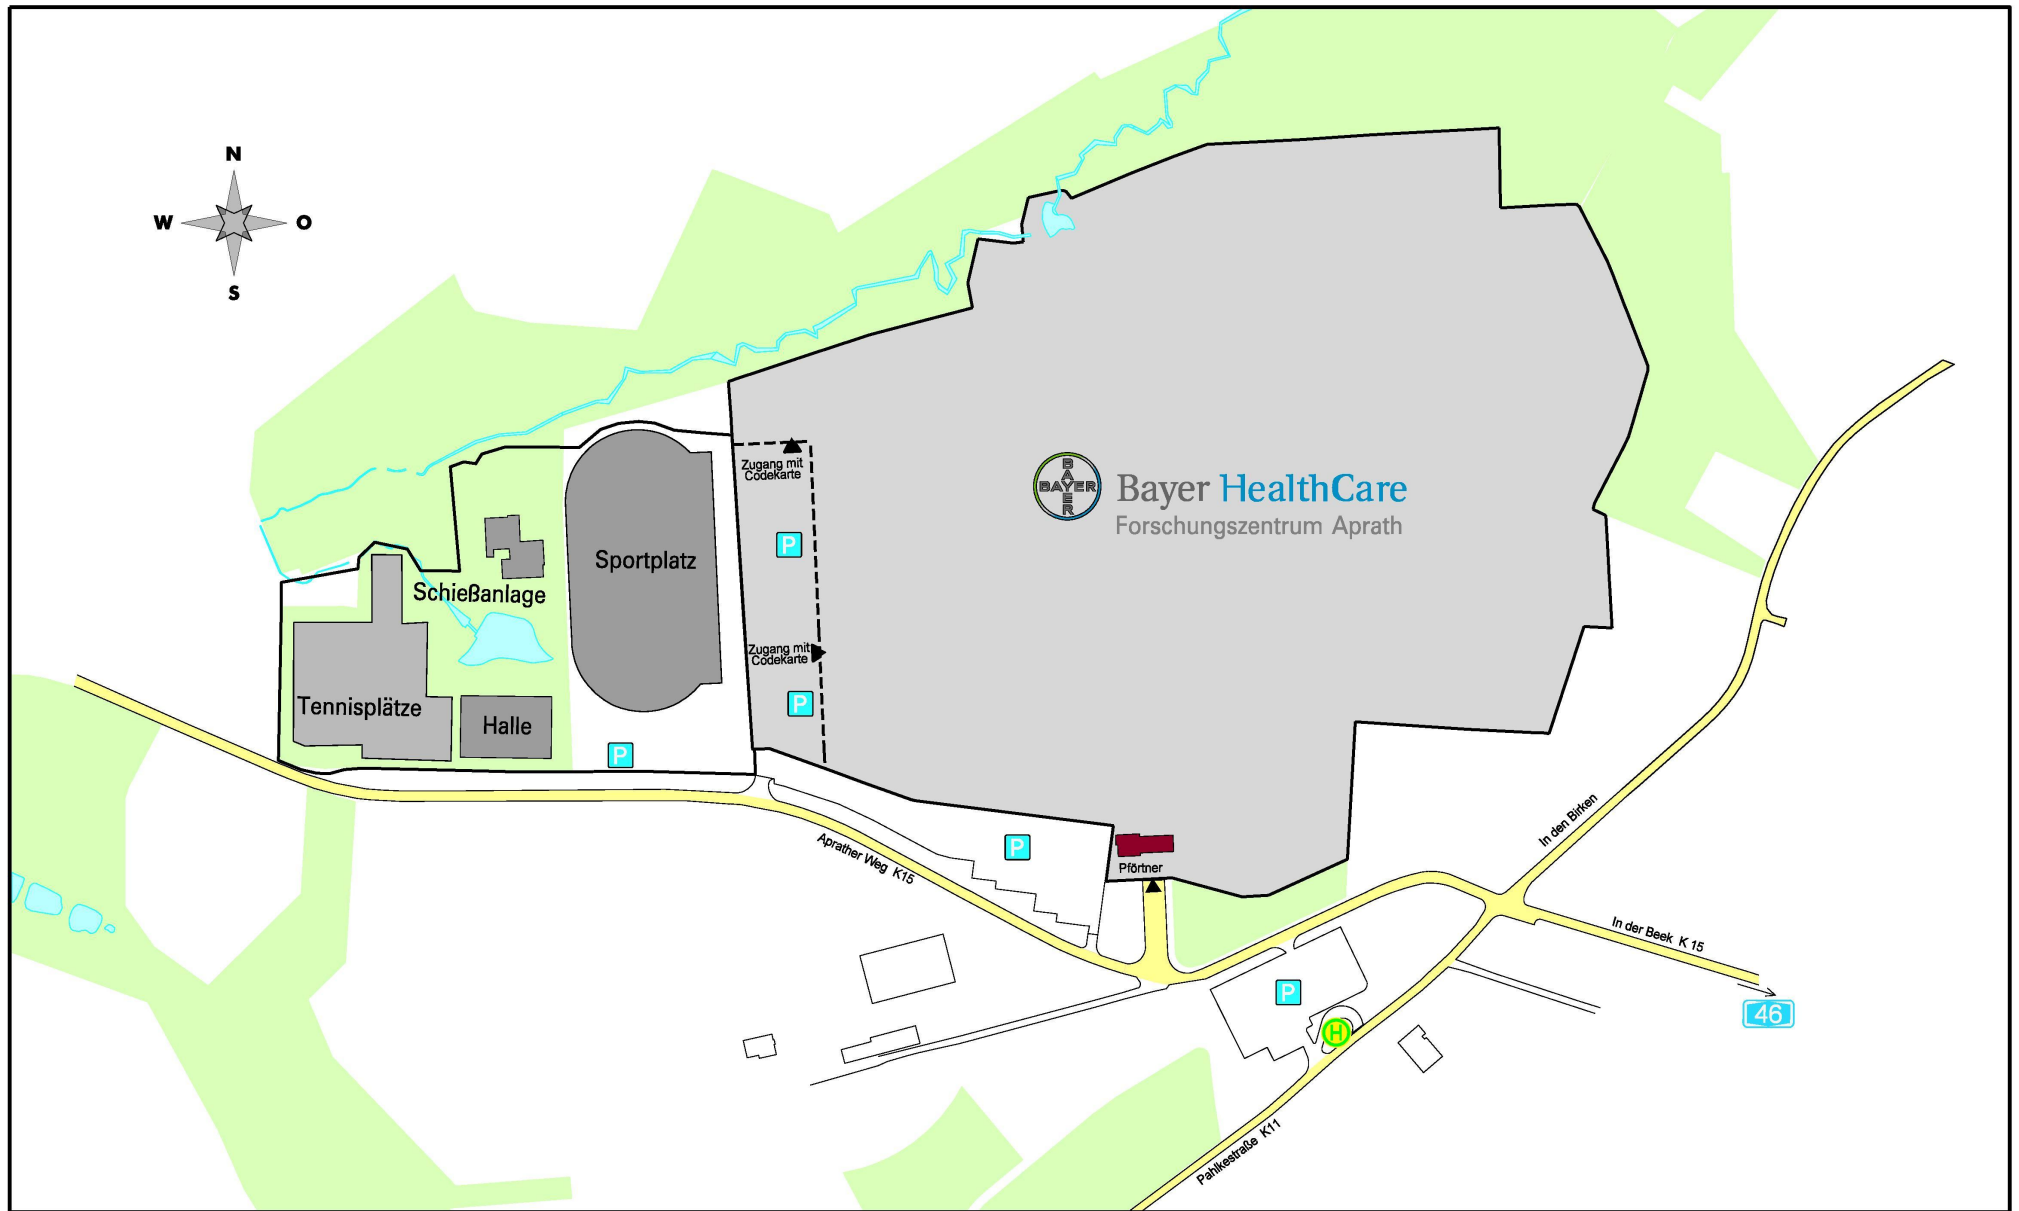 N
W O
S
Zugang mit
Codekarte
BAYER
BAYER
Bayer HealthCare
Forschungszentrum Aprath
P
Sportplatz
Schießanlage
Zugang mit
Codekarte
P
Tennisplätze
Halle
P
Aprather Weg K15
P
Pförtner
In den Birken
In der Beek K 15
P
46
H
Pahlkestraße K11